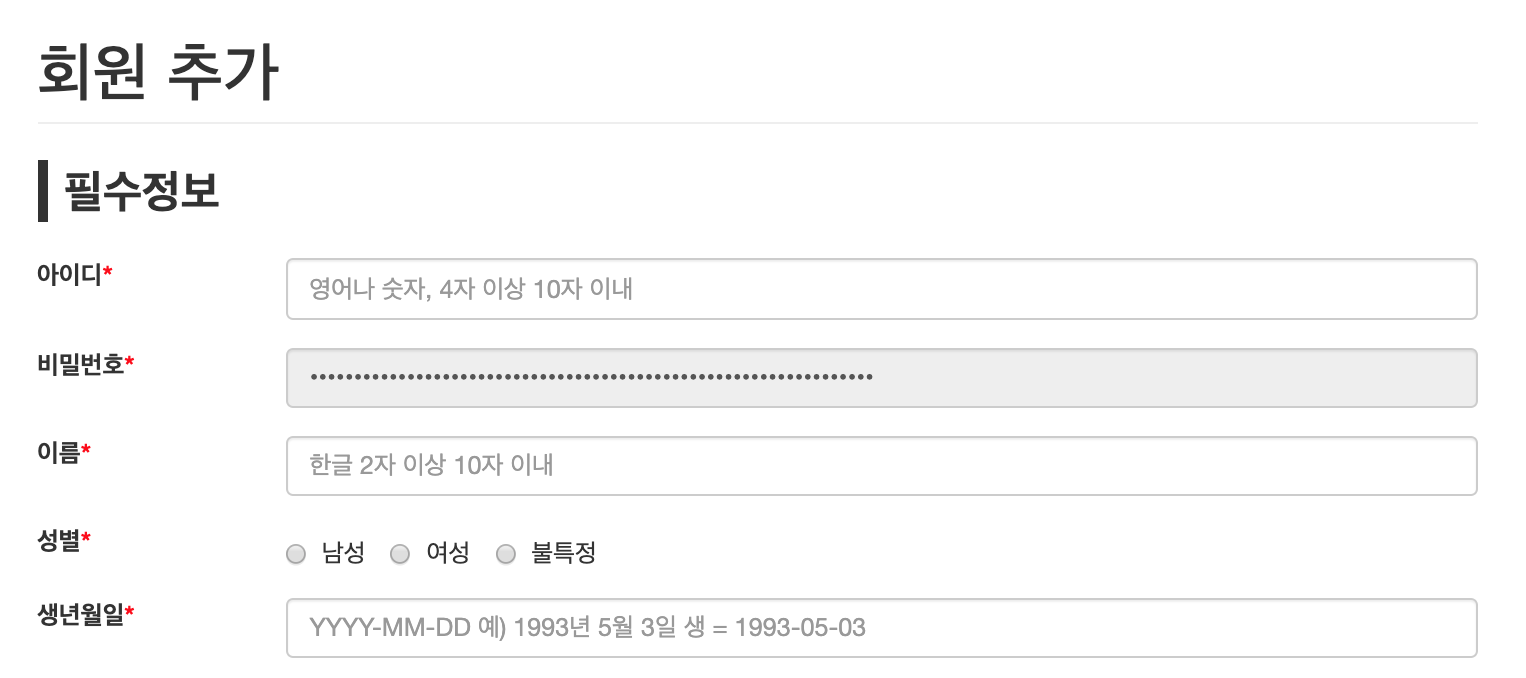 회원 추가
필수정보
아이디*
영어나 숫자, 4자 이상 10자 이내
비밀번호*
이름*
한글 2자 이상 10자 이내
성별*
남성 여성 불특정
생년월일*
YYYY-MM-DD 예) 1993년 5월 3일 생 = 1993-05-03